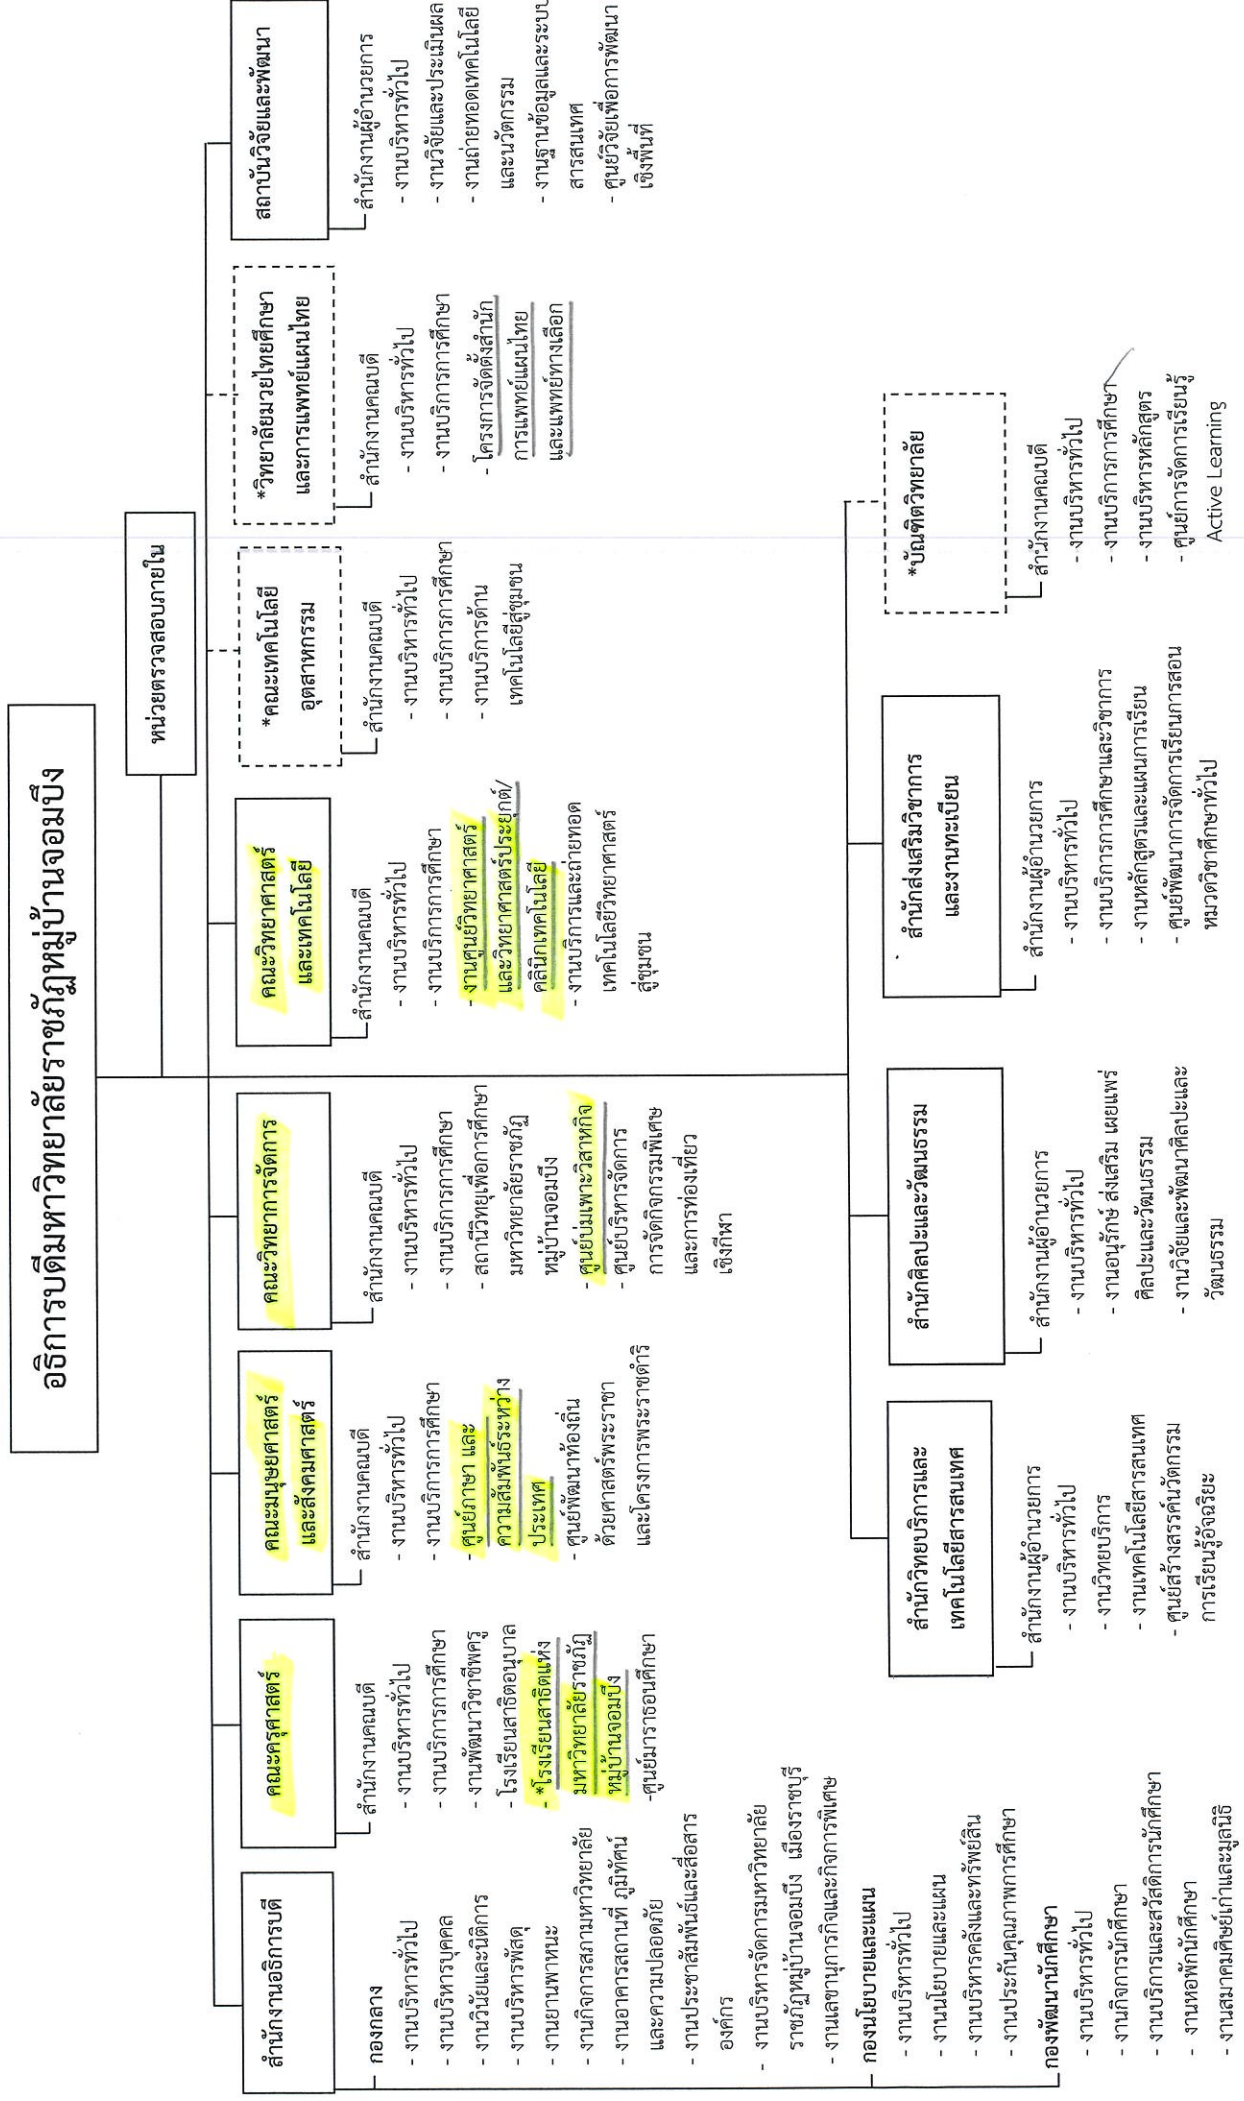 อธิการบดีมหาวิทยาลัยราชภัฏหมู่บ้านจอมบึง
หน่วยตรวจสอบภายใน
สำนักงานอธิการบดี
กองกลาง
- งานบริหารทั่วไป
- งานบริหารบุคคล
- งานวินัยและนิติการ
- งานบริหารพัสดุ
- งานยานพาหนะ
- งานกิจการสภามหาวิทยาลัย
- งานอาคารสถานที่ ภูมิทัศน์
และความปลอดภัย
- งานประชาสัมพันธ์และสื่อสาร
องค์กร
- งานบริหารจัดการมหาวิทยาลัย
ราชภัฏหมู่บ้านจอมบึง เมืองราชบุรี
- งานเลขานุการกิจและกิจการพิเศษ
กองนโยบายและแผน
- งานบริหารทั่วไป
- งานนโยบายและแผน
- งานบริหารคลังและทรัพย์สิน
- งานประกันคุณภาพการศึกษา
กองพัฒนานักศึกษา
- งานบริหารทั่วไป
- งานกิจการนักศึกษา
- งานบริการและสวัสดิการนักศึกษา
- งานหอพักนักศึกษา
- งานสมาคมศิษย์เก่าและมูลนิธิ
คณะครุศาสตร์
สำนักงานคณบดี
- งานบริหารทั่วไป
- งานบริการการศึกษา
- งานพัฒนาวิชาชีพครู
- โรงเรียนสาธิตอนุบาล
- *โรงเรียนสาธิตแห่ง
มหาวิทยาลัยราชภัฏ
หมู่บ้านจอมบึง
-ศูนย์มาราธอนศึกษา
คณะมนุษยศาสตร์
และสังคมศาสตร์
สำนักงานคณบดี
- งานบริหารทั่วไป
- งานบริการการศึกษา
- ศูนย์ภาษา และ
ความสัมพันธ์ระหว่าง
ประเทศ
- ศูนย์พัฒนาท้องถิ่น
ด้วยศาสตร์พระราชา
และโครงการพระราชดำริ
คณะวิทยาการจัดการ
สำนักงานคณบดี
- งานบริหารทั่วไป
- งานบริการการศึกษา
- สถานีวิทยุเพื่อการศึกษา
มหาวิทยาลัยราชภัฏ
หมู่บ้านจอมบึง
- ศูนย์บ่มเพาะวิสาหกิจ
- ศูนย์บริหารจัดการ
การจัดกิจกรรมพิเศษ
และการท่องเที่ยว
เชิงกีฬา
คณะวิทยาศาสตร์
และเทคโนโลยี
สำนักงานคณบดี
- งานบริหารทั่วไป
- งานบริการการศึกษา
- งานศูนย์วิทยาศาสตร์
และวิทยาศาสตร์ประยุกต์/
คลินิกเทคโนโลยี
- งานบริการและถ่ายทอด
เทคโนโลยีวิทยาศาสตร์
สู่ชุมชน
*คณะเทคโนโลยี
อุตสาหกรรม
สำนักงานคณบดี
- งานบริหารทั่วไป
- งานบริการการศึกษา
- งานบริการด้าน
เทคโนโลยีสู่ชุมชน
*วิทยาลัยมวยไทยศึกษา
และการแพทย์แผนไทย
สำนักงานคณบดี
- งานบริหารทั่วไป
- งานบริการการศึกษา
- โครงการจัดตั้งสำนัก
การแพทย์แผนไทย
และแพทย์ทางเลือก
สถาบันวิจัยและพัฒนา
สำนักงานผู้อำนวยการ
- งานบริหารทั่วไป
- งานวิจัยและประเมินผล
- งานถ่ายทอดเทคโนโลยี
และนวัตกรรม
- งานฐานข้อมูลและระบบ
สารสนเทศ
- ศูนย์วิจัยเพื่อการพัฒนา
เชิงพื้นที่
สำนักวิทยบริการและ
เทคโนโลยีสารสนเทศ
สำนักงานผู้อำนวยการ
- งานบริหารทั่วไป
- งานวิทยบริการ
- งานเทคโนโลยีสารสนเทศ
- ศูนย์สร้างสรรค์นวัตกรรม
การเรียนรู้อัจฉริยะ
สำนักศิลปะและวัฒนธรรม
สำนักงานผู้อำนวยการ
- งานบริหารทั่วไป
- งานอนุรักษ์ ส่งเสริม เผยแพร่
ศิลปะและวัฒนธรรม
- งานวิจัยและพัฒนาศิลปะและ
วัฒนธรรม
สำนักส่งเสริมวิชาการ
และงานทะเบียน
สำนักงานผู้อำนวยการ
- งานบริหารทั่วไป
- งานบริการการศึกษาและวิชาการ
- งานหลักสูตรและแผนการเรียน
- ศูนย์พัฒนาการจัดการเรียนการสอน
หมวดวิชาศึกษาทั่วไป
*บัณฑิตวิทยาลัย
สำนักงานคณบดี
- งานบริหารทั่วไป
- งานบริการการศึกษา
- งานบริหารหลักสูตร
- ศูนย์การจัดการเรียนรู้
Active Learning